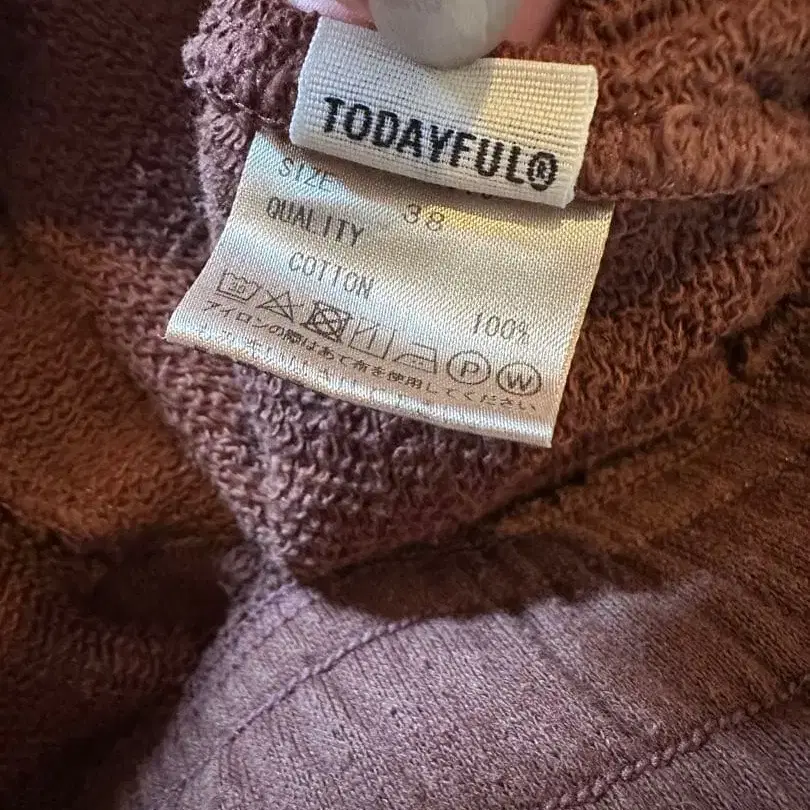 TODAYFUL®
SIZE 38
QUALITY
COTTON 100%
30 P W
アイロンの際はあて布を使用してください